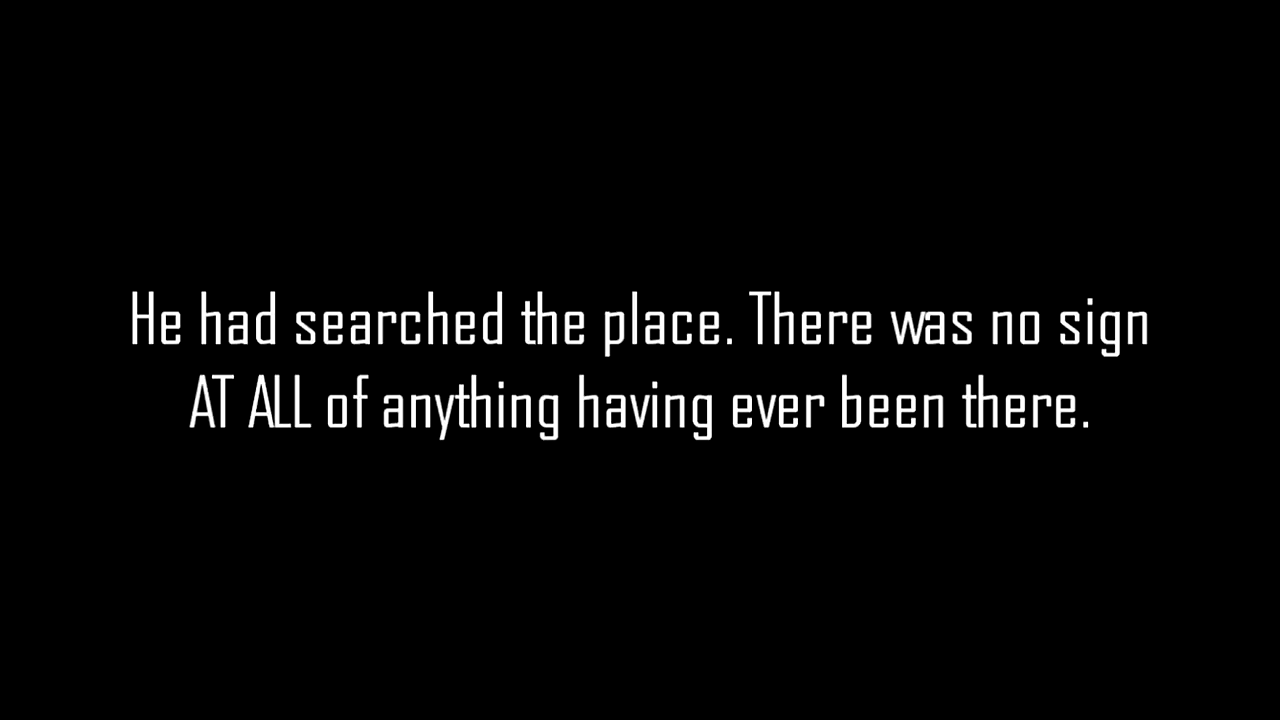 He had searched the place. There was no sign
AT ALL of anything having ever been there.